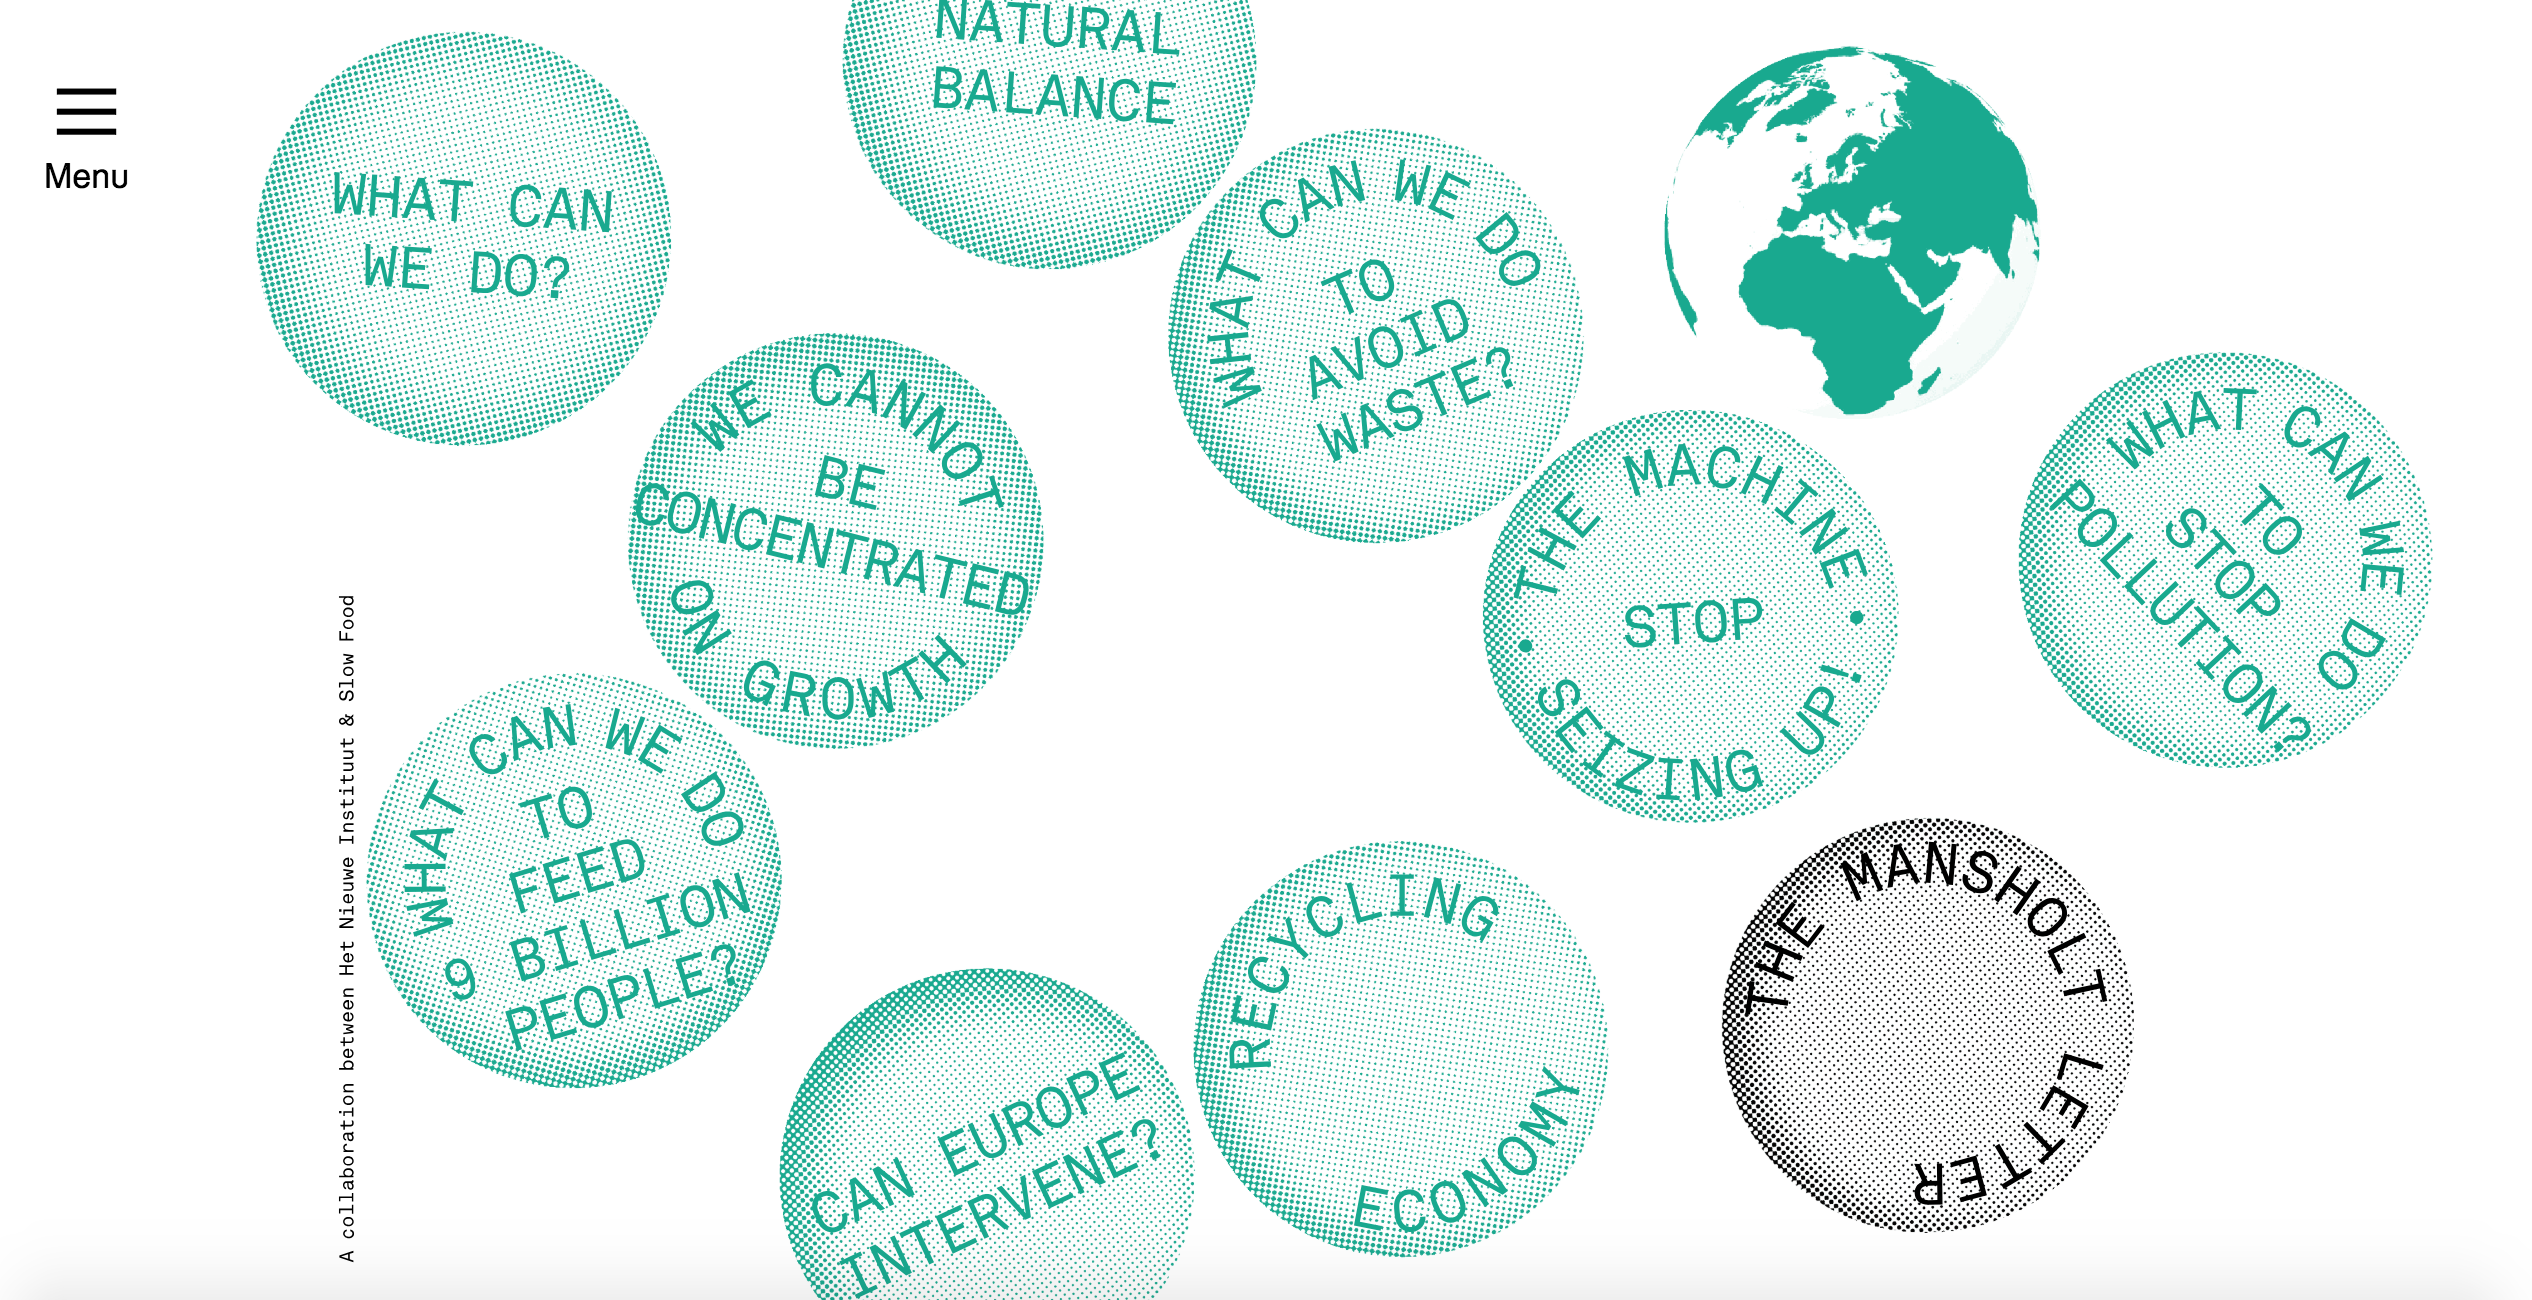 Menu
WHAT CAN
WE DO?
NATURAL
BALANCE
WHAT CAN WE DO
TO
AVOID
WASTE?
WE CANNOT
BE
CONCENTRATED
ON GROWTH
THE MACHINE
STOP
• SEIZING UP! •
WHAT CAN WE DO
TO
STOP
POLLUTION?
A collaboration between Het Nieuwe Instituut & Slow Food
WHAT CAN WE DO
TO
FEED
9 BILLION
PEOPLE?
CAN EUROPE
INTERVENE?
RECYCLING
ECONOMY
THE MANSHOLT LETTER